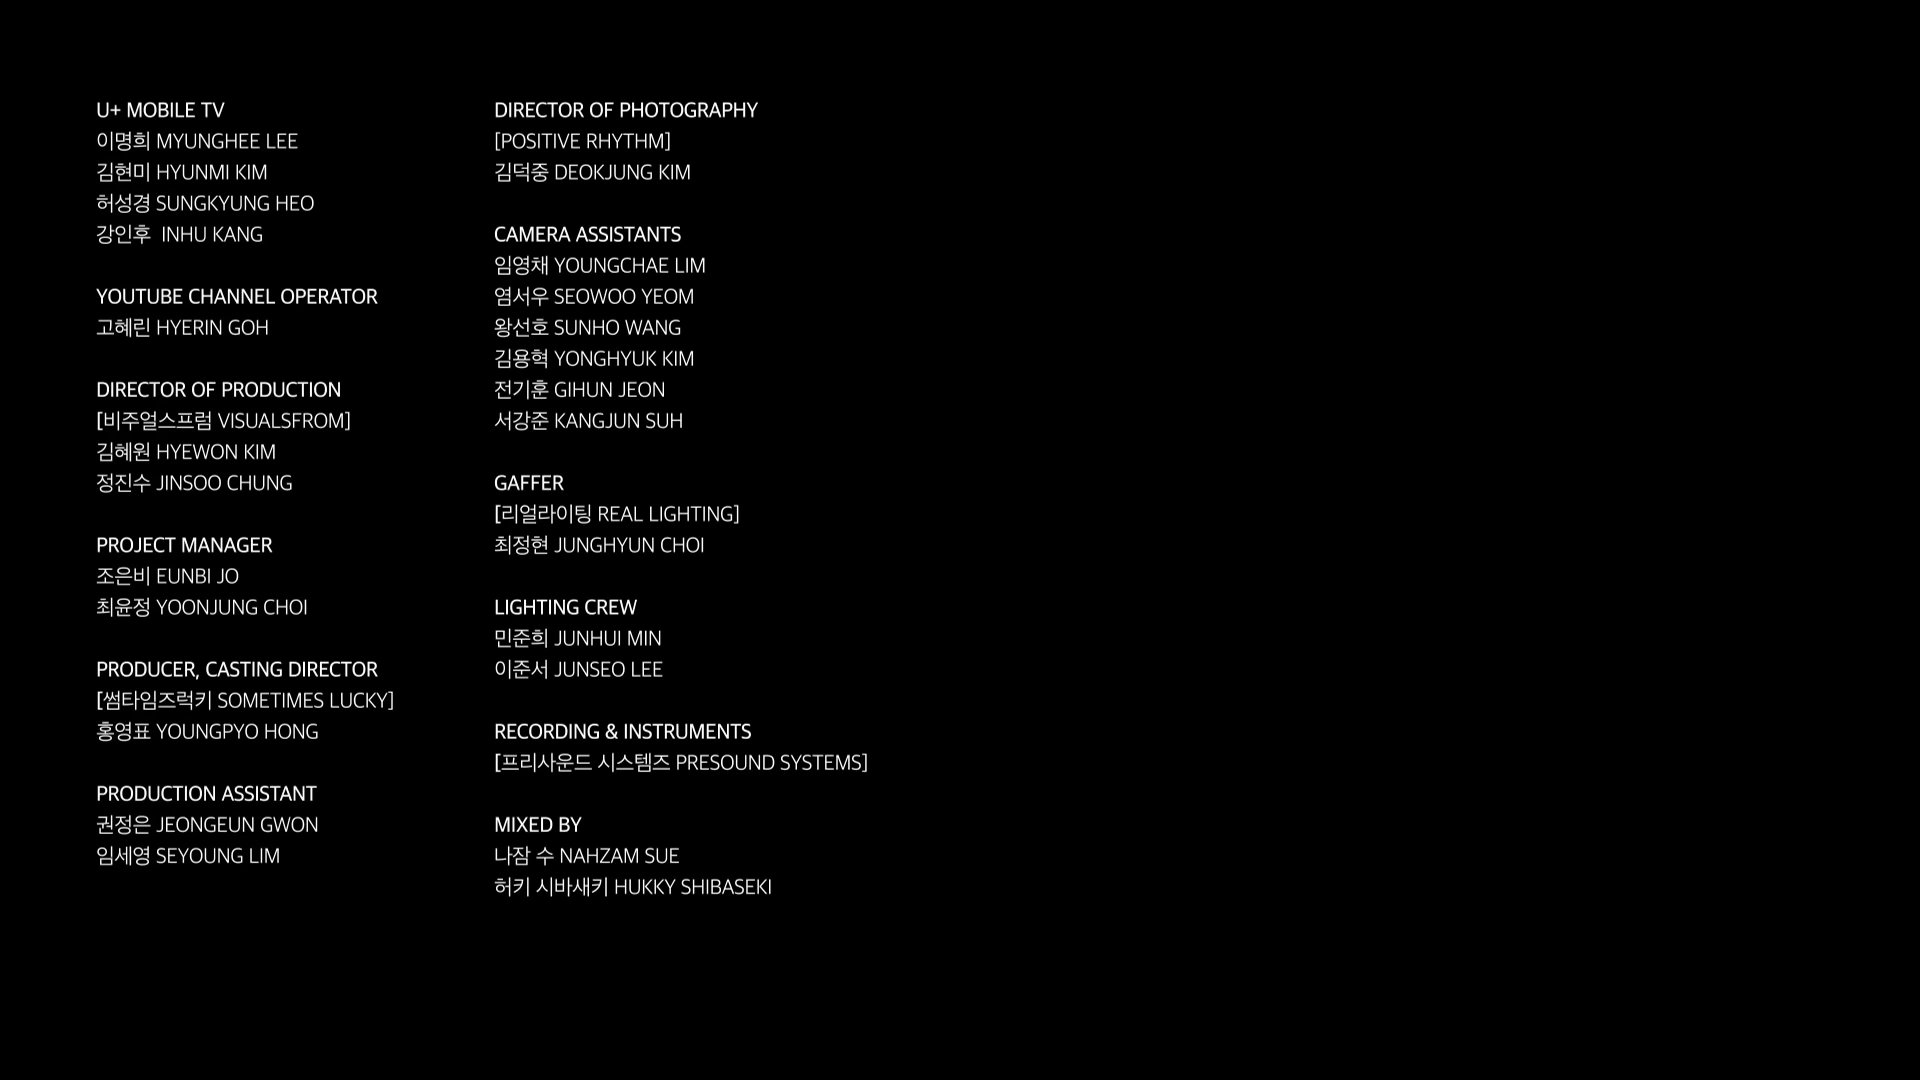 U+ MOBILE TV
이명희 MYUNGHEE LEE
김현미 HYUNMI KIM
허성경 SUNGKYUNG HEO
강인후  INHU KANG
YOUTUBE CHANNEL OPERATOR
고혜린 HYERIN GOH
DIRECTOR OF PRODUCTION
[비주얼스프럼 VISUALSFROM]
김혜원 HYEWON KIM
정진수 JINSOO CHUNG
PROJECT MANAGER
조은비 EUNBI JO
최윤정 YOONJUNG CHOI
PRODUCER, CASTING DIRECTOR
[썸타임즈럭키 SOMETIMES LUCKY]
홍영표 YOUNGPYO HONG
PRODUCTION ASSISTANT
권정은 JEONGEUN GWON
임세영 SEYOUNG LIM
DIRECTOR OF PHOTOGRAPHY
[POSITIVE RHYTHM]
김덕중 DEOKJUNG KIM
CAMERA ASSISTANTS
임영채 YOUNGCHAE LIM
염서우 SEOWOO YEOM
왕선호 SUNHO WANG
김용혁 YONGHYUK KIM
전기훈 GIHUN JEON
서강준 KANGJUN SUH
GAFFER
[리얼라이팅 REAL LIGHTING]
최정현 JUNGHYUN CHOI
LIGHTING CREW
민준희 JUNHUI MIN
이준서 JUNSEO LEE
RECORDING & INSTRUMENTS
[프리사운드 시스템즈 PRESOUND SYSTEMS]
MIXED BY
나잠 수 NAHZAM SUE
허키 시바새키 HUKKY SHIBASEKI